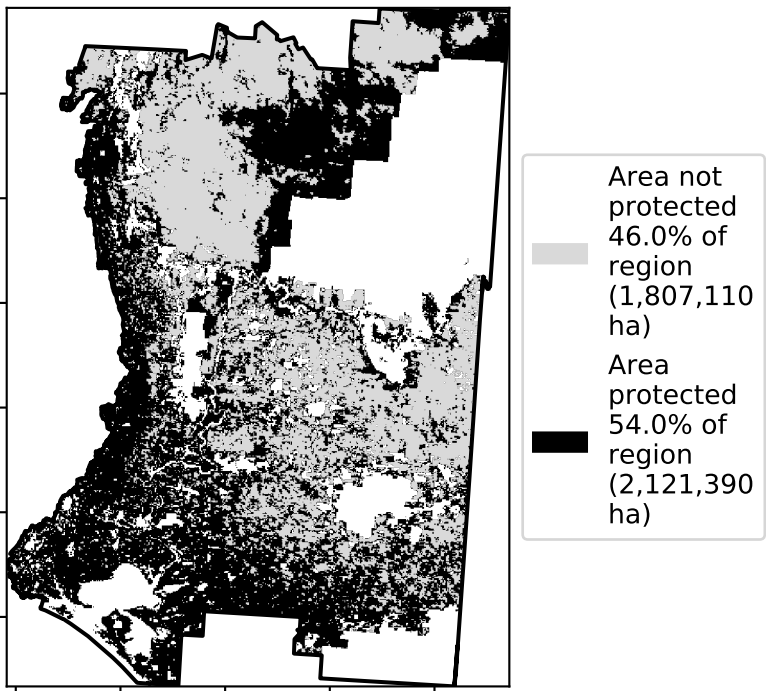 Area not
protected
46.0% of
region
(1,807,110
ha)
Area
protected
54.0% of
region
(2,121,390
ha)